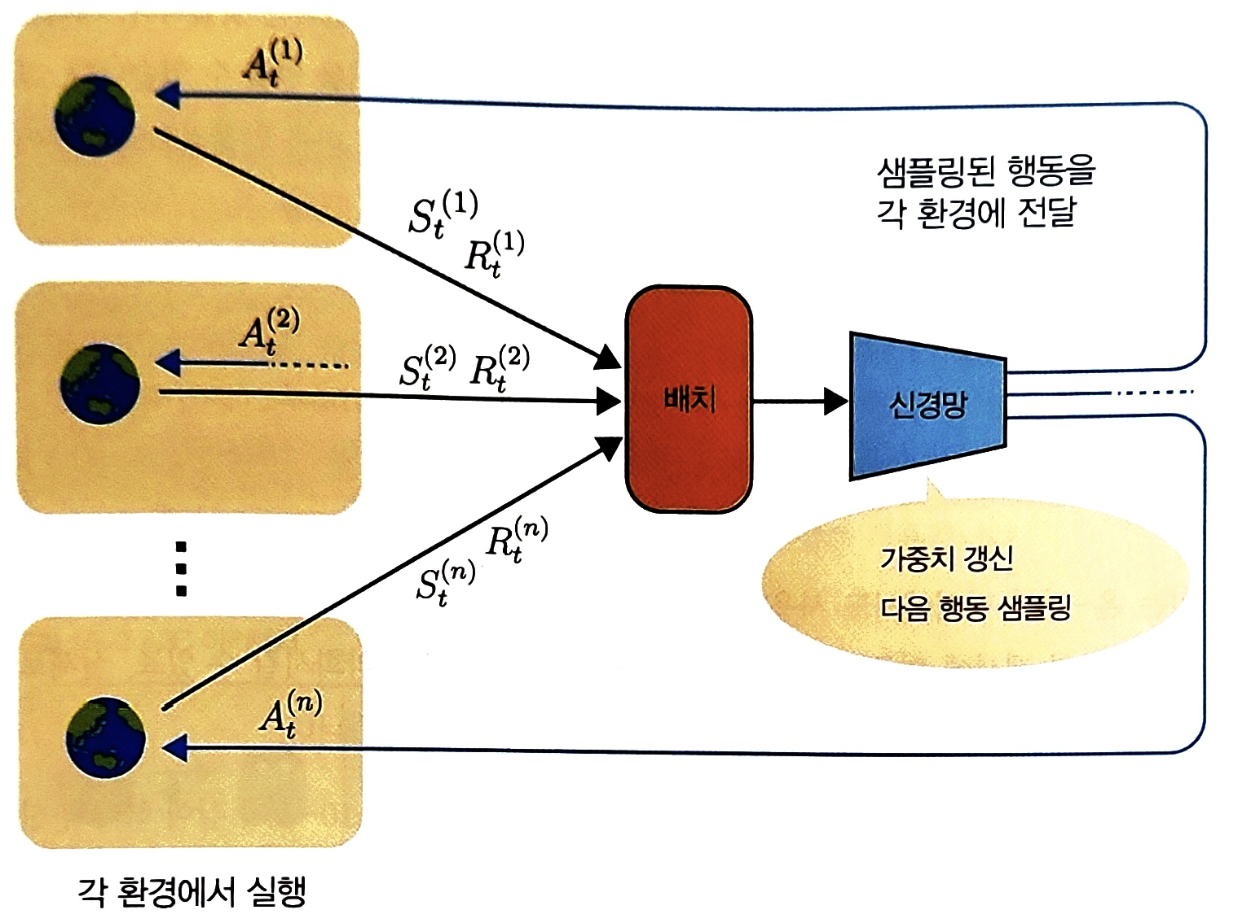 A_t^{(1)}
샘플링된 행동을
각 환경에 전달
S_t^{(1)}
R_t^{(1)}
A_t^{(2)}
S_t^{(2)} R_t^{(2)}
배치
신경망
R_t^{(n)}
S_t^{(n)}
가중치 갱신
다음 행동 샘플링
A_t^{(n)}
각 환경에서 실행